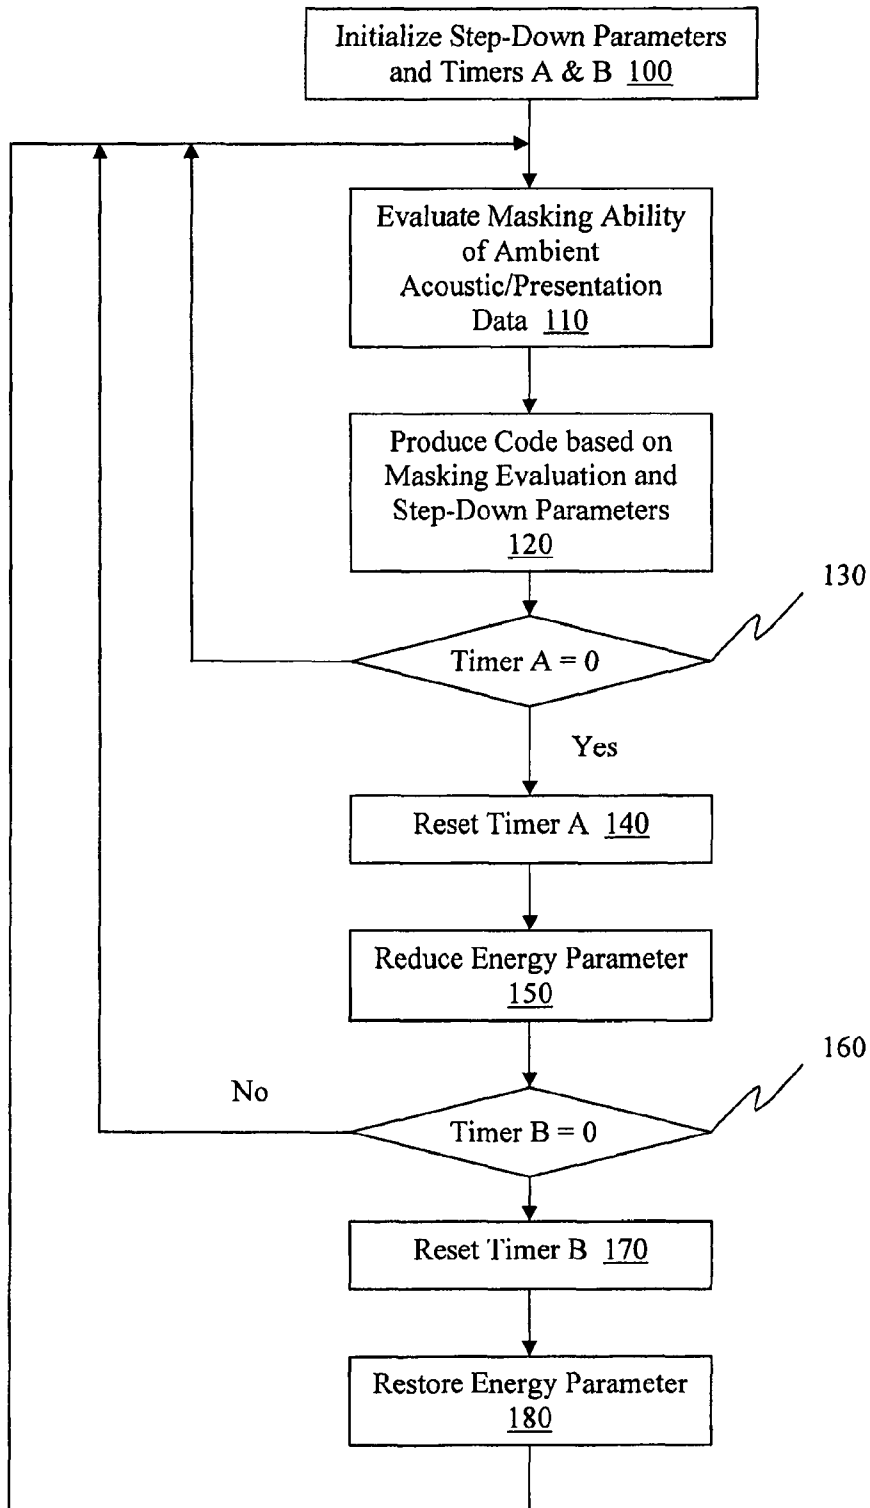 Initialize Step-Down Parameters
and Timers A & B 100
Evaluate Masking Ability
of Ambient
Acoustic/Presentation
Data 110
Produce Code based on
Masking Evaluation and
Step-Down Parameters
120
130
Timer A = 0
Yes
Reset Timer A 140
Reduce Energy Parameter
150
160
No
Timer B = 0
Reset Timer B 170
Restore Energy Parameter
180